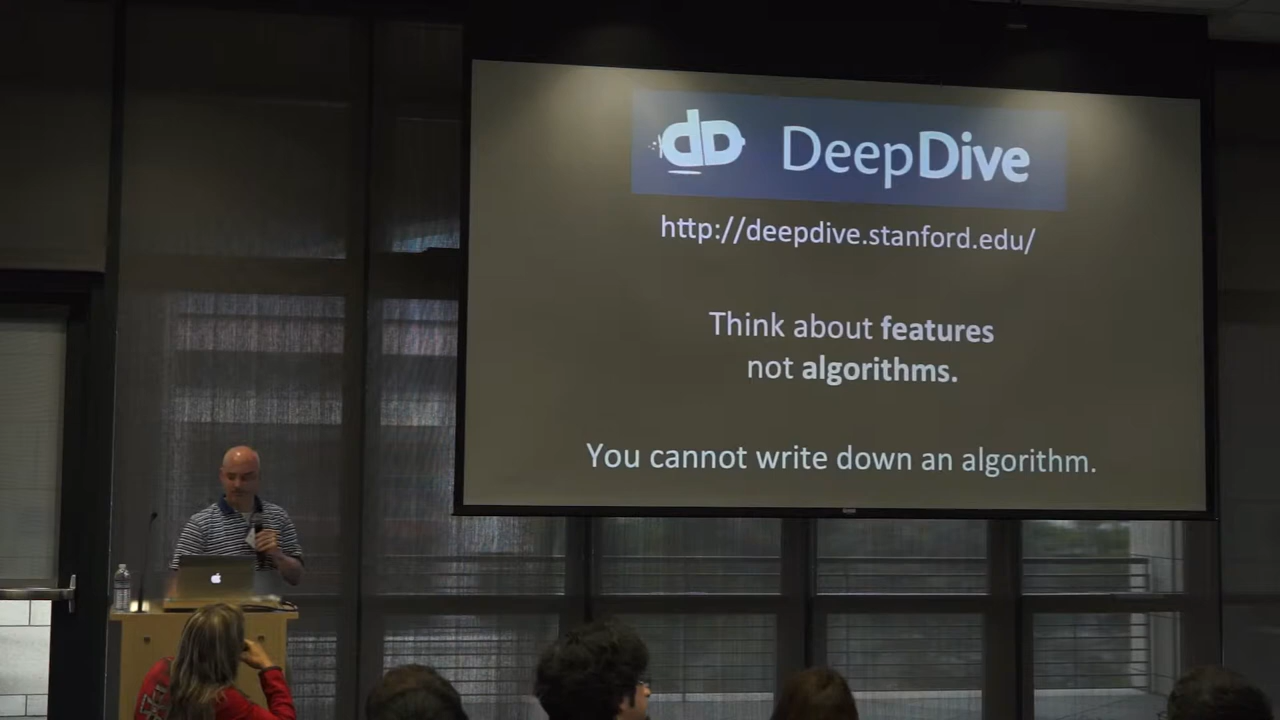 dD DeepDive
http://deepdive.stanford.edu/
Think about features
not algorithms.
You cannot write down an algorithm.